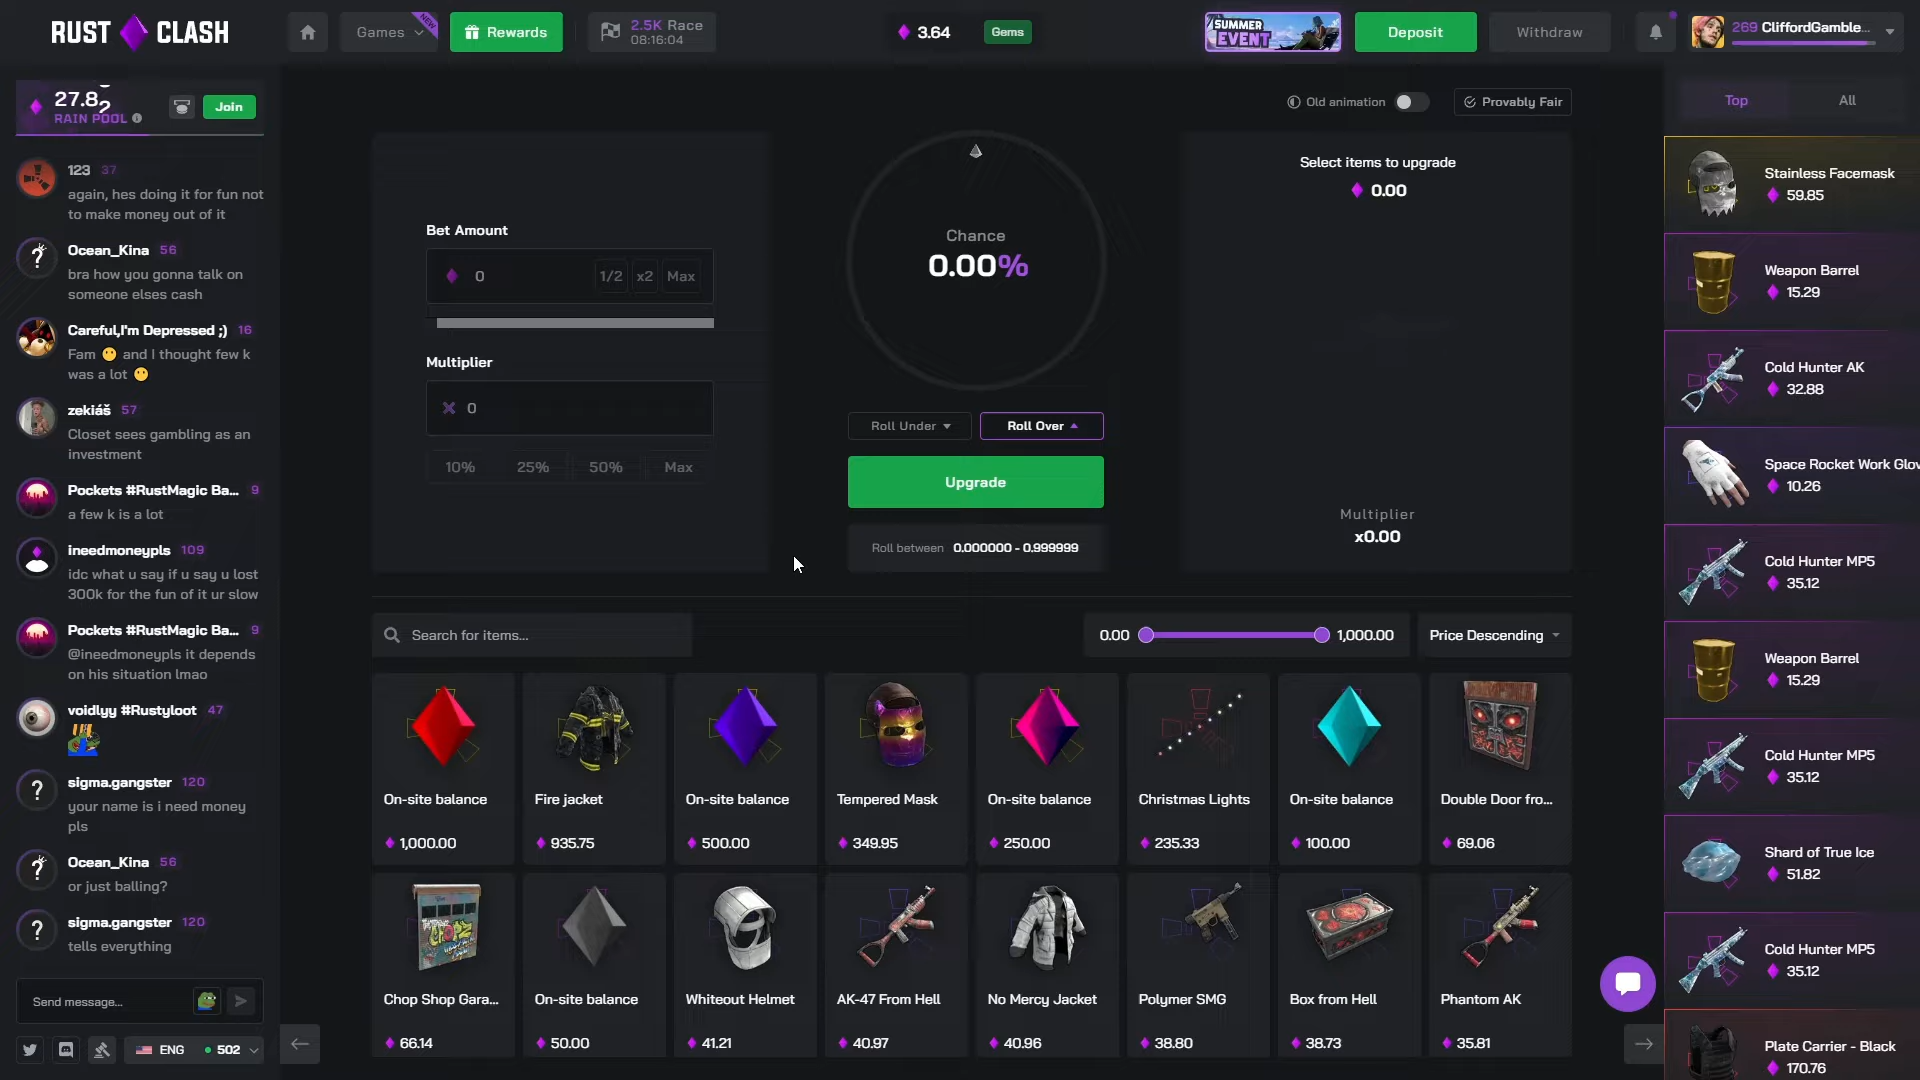 RUST CLASH
Games
NEW
Rewards
2.5K Race
08:16:04
3.64
Gems
SUMMER
EVENT
Deposit
Withdraw
269 CliffordGamble...
RAIN POOL
Join
123 37
again, hes doing it for fun not
to make money out of it
Ocean_Kina 56
bra how you gonna talk on
someone elses cash
Careful,I'm Depressed ;) 16
Fam 😶 and I thought few k
was a lot 😶
zekiáš 57
Closet sees gambling as an
investment
Pockets #RustMagic Ba... 9
a few k is a lot
ineedmoneypls 109
idc what u say if u say u lost
300k for the fun of it ur slow
Pockets #RustMagic Ba... 9
@ineedmoneypls it depends
on his situation lmao
voidlyy #Rustyloot 47
sigma.gangster 120
your name is i need money
pls
Ocean_Kina 56
or just balling?
sigma.gangster 120
tells everything
Send message...
ENG
502
Old animation
Provably Fair
Bet Amount
0
1/2
x2
Max
Multiplier
0
10%
25%
50%
Max
Chance
0.00%
Roll Under
Roll Over
Upgrade
Roll between 0.000000 - 0.999999
Select items to upgrade
0.00
Multiplier
x0.00
Search for items...
0.00
1,000.00
Price Descending
On-site balance
1,000.00
Fire jacket
935.75
On-site balance
500.00
Tempered Mask
349.95
On-site balance
250.00
Christmas Lights
235.33
On-site balance
100.00
Double Door fro...
69.06
Chop Shop Gara...
66.14
On-site balance
50.00
Whiteout Helmet
41.21
AK-47 From Hell
40.97
No Mercy Jacket
40.96
Polymer SMG
38.80
Box from Hell
38.73
Phantom AK
35.81
Top
All
Stainless Facemask
59.85
Weapon Barrel
15.29
Cold Hunter AK
32.88
Space Rocket Work Glov
10.26
Cold Hunter MP5
35.12
Weapon Barrel
15.29
Cold Hunter MP5
35.12
Shard of True Ice
51.82
Cold Hunter MP5
35.12
Plate Carrier - Black
170.76